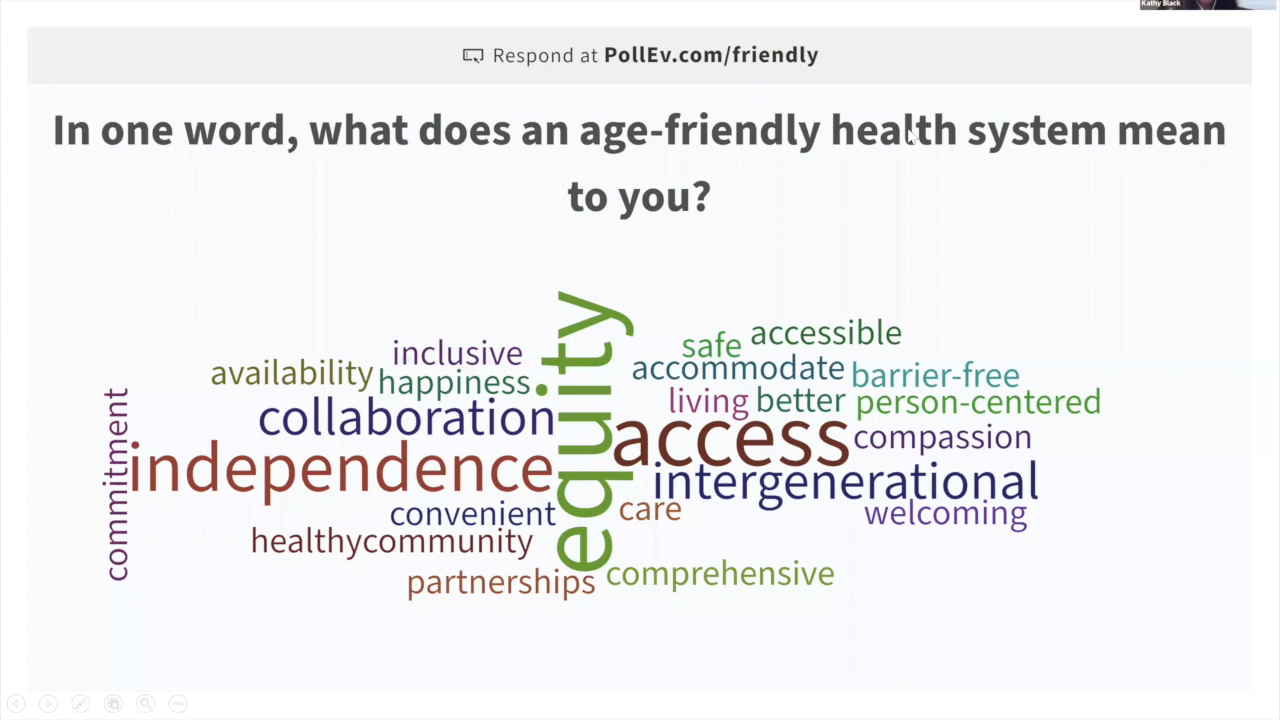 Kathy Black
Respond at PollEv.com/friendly
In one word, what does an age-friendly health system mean
to you?
equity
inclusive
availability
happiness
collaboration
commitment
independence
convenient
healthycommunity
partnerships
safe
accessible
accommodate
barrier-free
living
better
person-centered
access
compassion
intergenerational
care
welcoming
comprehensive